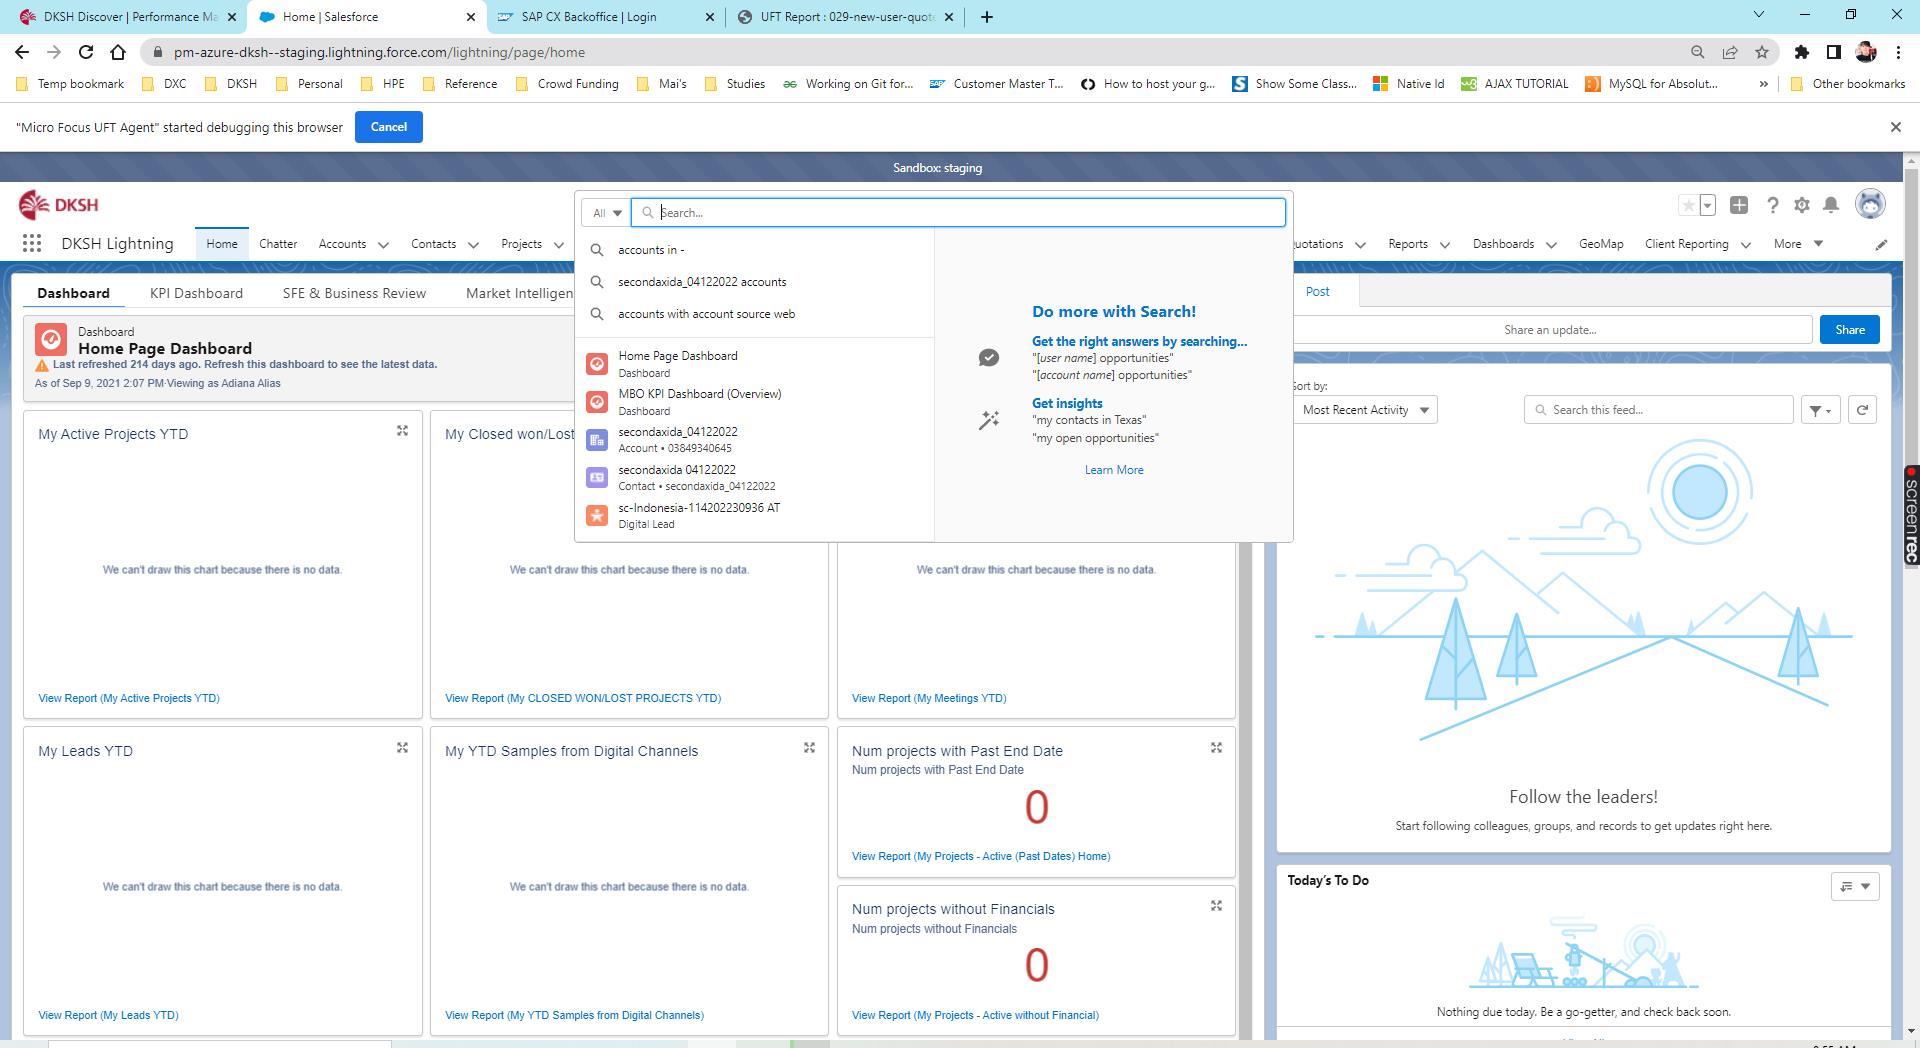 DKSH Discover | Performance Ma
Home | Salesforce
SAP CX Backoffice | Login
UFT Report : 029-new-user-quote
pm-azure-dksh--staging.lightning.force.com/lightning/page/home
Temp bookmark
DXC
DKSH
Personal
HPE
Reference
Crowd Funding
Mai's
Studies
Working on Git for...
Customer Master T...
How to host your g...
Show Some Class...
Native Id
AJAX TUTORIAL
MySQL for Absolut...
Other bookmarks
"Micro Focus UFT Agent" started debugging this browser
Cancel
Sandbox: staging
DKSH
All
Search...
DKSH Lightning
Home
Chatter
Accounts
Contacts
Projects
uotations
Reports
Dashboards
GeoMap
Client Reporting
More
accounts in -
secondaxida_04122022 accounts
accounts with account source web
Home Page Dashboard
Dashboard
MBO KPI Dashboard (Overview)
Dashboard
secondaxida_04122022
Account • 03849340645
secondaxida 04122022
Contact • secondaxida_04122022
sc-Indonesia-114202230936 AT
Digital Lead
Do more with Search!
Get the right answers by searching...
"[user name] opportunities"
"[account name] opportunities"
Get insights
"my contacts in Texas"
"my open opportunities"
Learn More
Dashboard
KPI Dashboard
SFE & Business Review
Market Intelligen
Dashboard
Home Page Dashboard
Last refreshed 214 days ago. Refresh this dashboard to see the latest data.
As of Sep 9, 2021 2:07 PM·Viewing as Adiana Alias
My Active Projects YTD
We can't draw this chart because there is no data.
View Report (My Active Projects YTD)
My Closed won/Lost
We can't draw this chart because there is no data.
View Report (My CLOSED WON/LOST PROJECTS YTD)
We can't draw this chart because there is no data.
View Report (My Meetings YTD)
My Leads YTD
We can't draw this chart because there is no data.
View Report (My Leads YTD)
My YTD Samples from Digital Channels
We can't draw this chart because there is no data.
View Report (My YTD Samples from Digital Channels)
Num projects with Past End Date
Num projects with Past End Date
0
View Report (My Projects - Active (Past Dates) Home)
Num projects without Financials
Num projects without Financials
0
View Report (My Projects - Active without Financial)
Post
Share an update...
Share
Sort by:
Most Recent Activity
Search this feed...
Follow the leaders!
Start following colleagues, groups, and records to get updates right here.
Today's To Do
Nothing due today. Be a go-getter, and check back soon.
screenrec